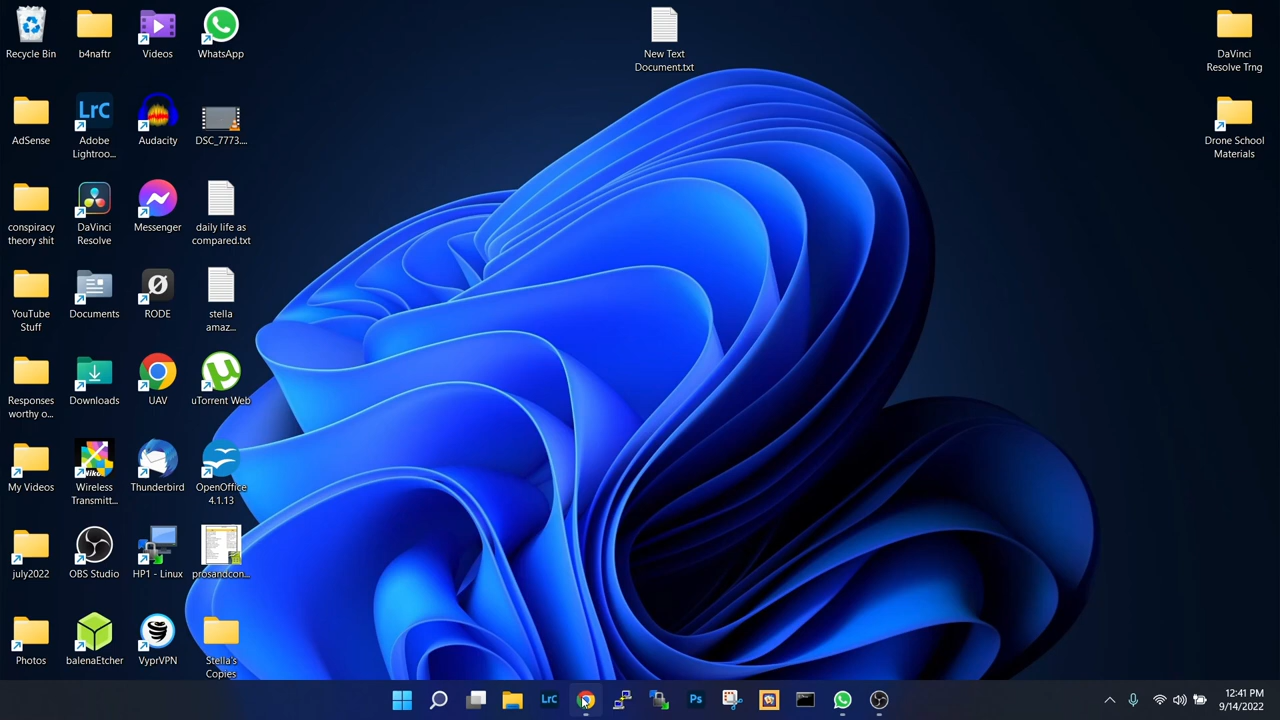 Recycle Bin
b4naftr
Videos
WhatsApp
New Text
Document.txt
DaVinci
Resolve Trng
AdSense
LrC
Adobe
Lightroo...
Audacity
DSC_7773....
Drone School
Materials
conspiracy
theory shit
DaVinci
Resolve
Messenger
daily life as
compared.txt
YouTube
Stuff
Documents
RODE
stella
amaz...
Responses
worthy o...
Downloads
UAV
uTorrent Web
My Videos
Wireless
Transmitt...
Thunderbird
OpenOffice
4.1.13
july2022
OBS Studio
HP1 - Linux
prosandcon...
Photos
balenaEtcher
VyprVPN
Stella's
Copies
LrC
Ps
12:41 PM
9/14/2022